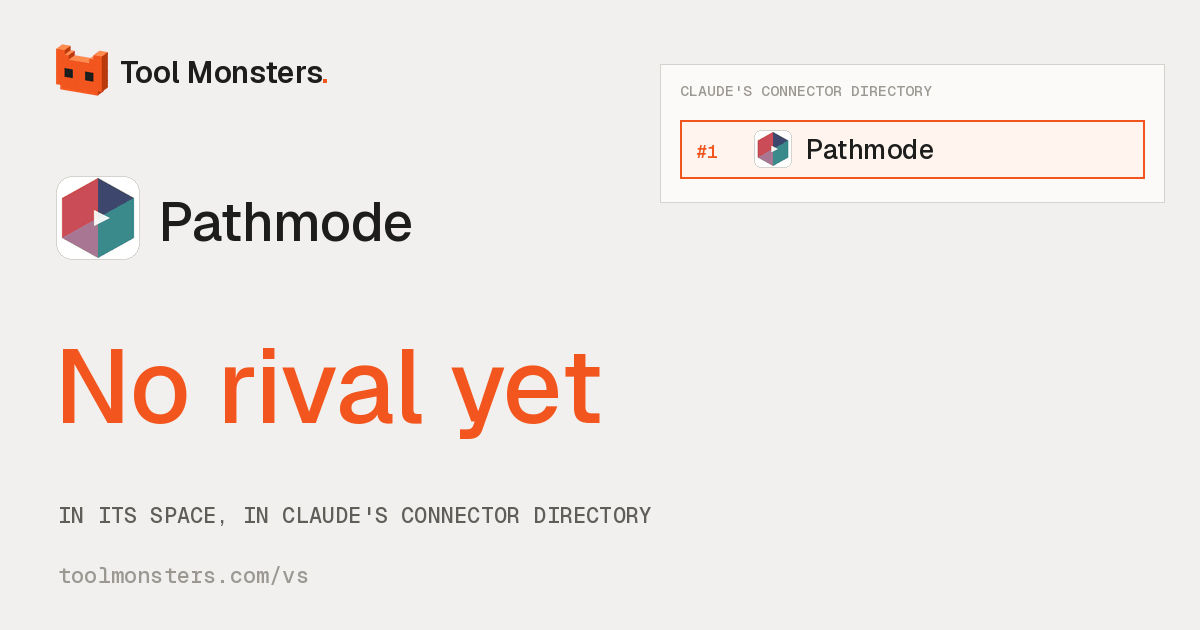 Tool Monsters.
Pathmode
No rival yet
IN ITS SPACE, IN CLAUDE'S CONNECTOR DIRECTORY
toolmonsters.com/vs
CLAUDE'S CONNECTOR DIRECTORY
#1 Pathmode